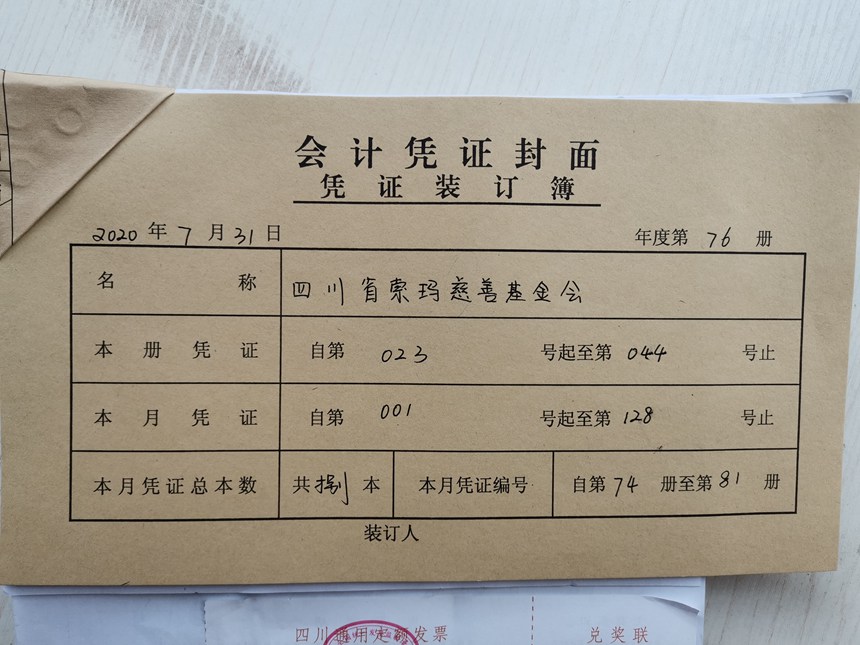 会计凭证封面
凭证装订簿
2020年7月31日 年度第76册
名称 四川省索玛慈善基金会
本册凭证 自第023号起至第044号止
本月凭证 自第001号起至第128号止
本月凭证总本数 共捌本 本月凭证编号 自第74册至第81册
装订人
四川通用定额发票 兑奖联